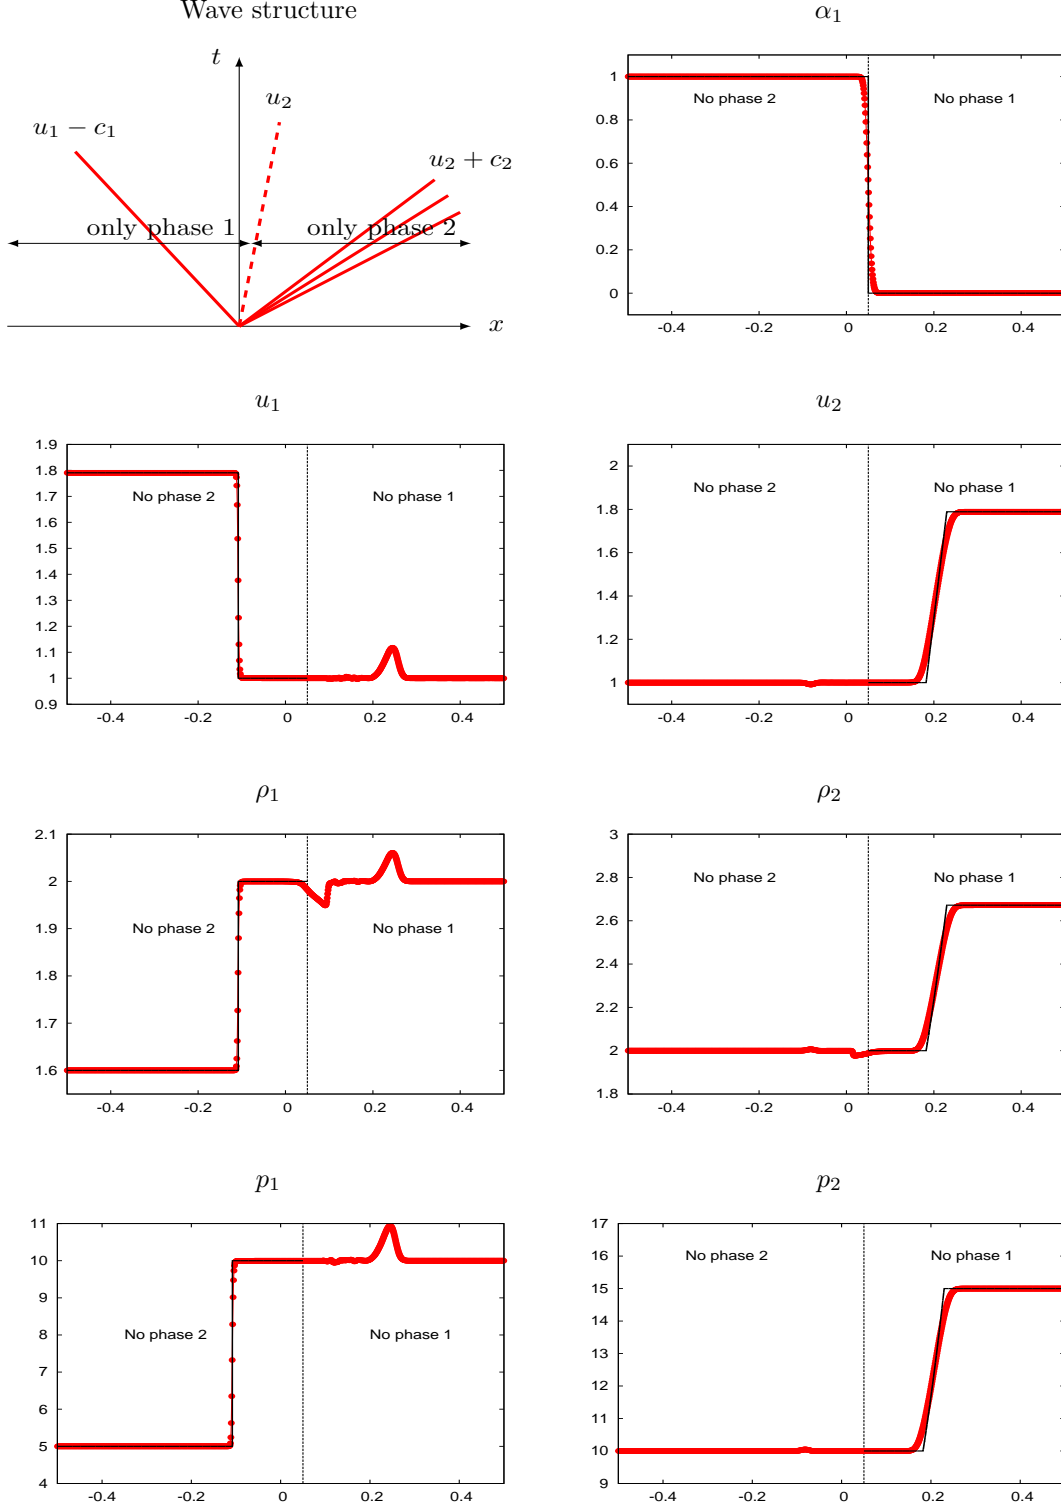 Wave structure
t
u₂
u₁ − c₁
u₂ + c₂
only phase 1
only phase 2
x
α₁
1
0.8
0.6
0.4
0.2
0
No phase 2
No phase 1
-0.4 -0.2 0 0.2 0.4
u₁
1.9
1.8
1.7
1.6
1.5
1.4
1.3
1.2
1.1
1
0.9
No phase 2
No phase 1
-0.4 -0.2 0 0.2 0.4
u₂
2
1.8
1.6
1.4
1.2
1
No phase 2
No phase 1
-0.4 -0.2 0 0.2 0.4
ρ₁
2.1
2
1.9
1.8
1.7
1.6
No phase 2
No phase 1
-0.4 -0.2 0 0.2 0.4
ρ₂
3
2.8
2.6
2.4
2.2
2
1.8
No phase 2
No phase 1
-0.4 -0.2 0 0.2 0.4
p₁
11
10
9
8
7
6
5
4
No phase 2
No phase 1
-0.4 -0.2 0 0.2 0.4
p₂
17
16
15
14
13
12
11
10
9
No phase 2
No phase 1
-0.4 -0.2 0 0.2 0.4